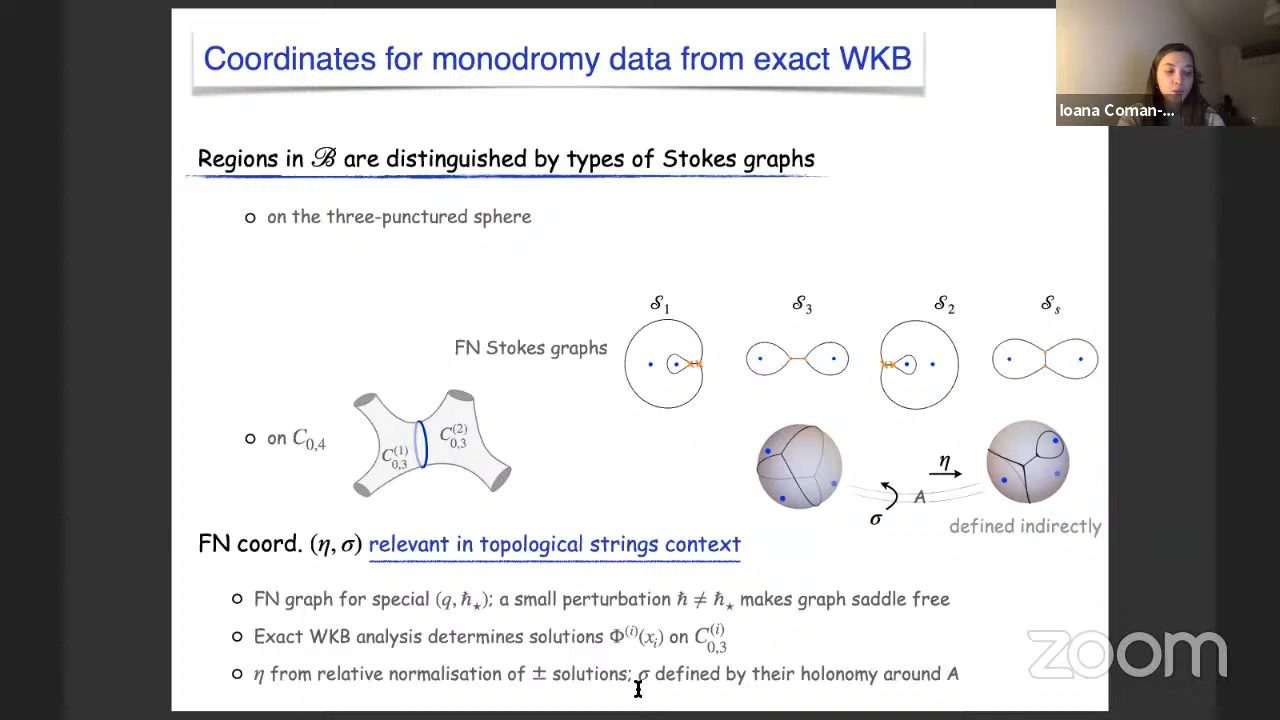 Coordinates for monodromy data from exact WKB
Ioana Coman-...
Regions in ℬ are distinguished by types of Stokes graphs
on the three-punctured sphere
𝒮₁ 𝒮₃ 𝒮₂ 𝒮ₛ
FN Stokes graphs
on C₀,₄
C₀,₃⁽¹⁾ C₀,₃⁽²⁾
η
σ A
defined indirectly
FN coord. (η, σ) relevant in topological strings context
FN graph for special (q, ℏ⋆); a small perturbation ℏ ≠ ℏ⋆ makes graph saddle free
Exact WKB analysis determines solutions Φ⁽ⁱ⁾(xᵢ) on C₀,₃⁽ⁱ⁾
η from relative normalisation of ± solutions; σ defined by their holonomy around A
zoom